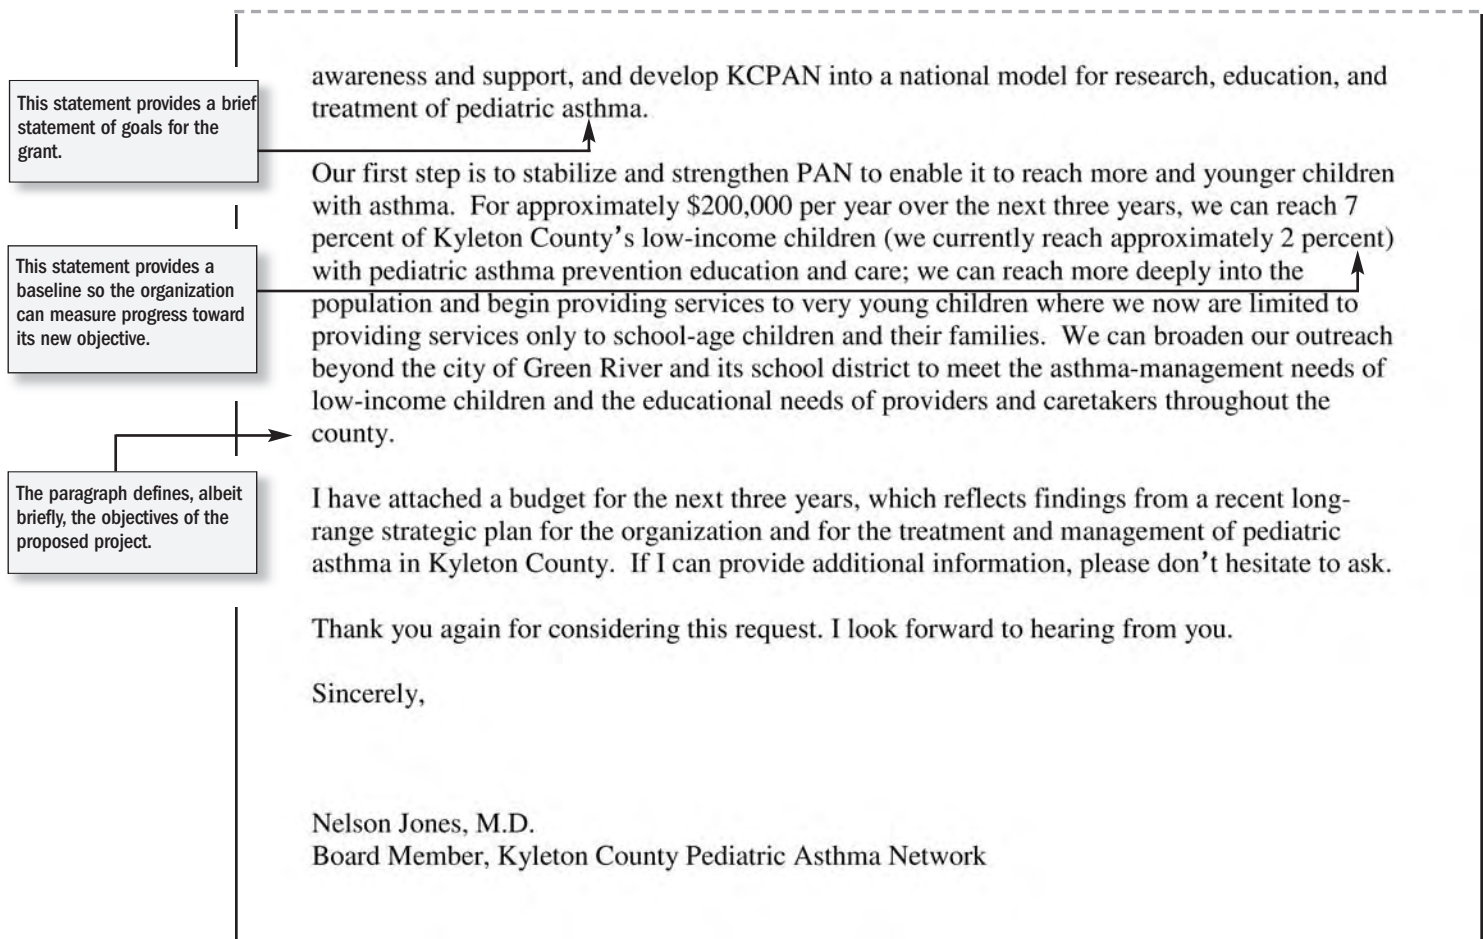 awareness and support, and develop KCPAN into a national model for research, education, and
treatment of pediatric asthma.
This statement provides a brief
statement of goals for the
grant.
Our first step is to stabilize and strengthen PAN to enable it to reach more and younger children
with asthma.  For approximately $200,000 per year over the next three years, we can reach 7
percent of Kyleton County's low-income children (we currently reach approximately 2 percent)
with pediatric asthma prevention education and care; we can reach more deeply into the
population and begin providing services to very young children where we now are limited to
providing services only to school-age children and their families.  We can broaden our outreach
beyond the city of Green River and its school district to meet the asthma-management needs of
low-income children and the educational needs of providers and caretakers throughout the
county.
This statement provides a
baseline so the organization
can measure progress toward
its new objective.
The paragraph defines, albeit
briefly, the objectives of the
proposed project.
I have attached a budget for the next three years, which reflects findings from a recent long-
range strategic plan for the organization and for the treatment and management of pediatric
asthma in Kyleton County.  If I can provide additional information, please don't hesitate to ask.
Thank you again for considering this request. I look forward to hearing from you.
Sincerely,
Nelson Jones, M.D.
Board Member, Kyleton County Pediatric Asthma Network